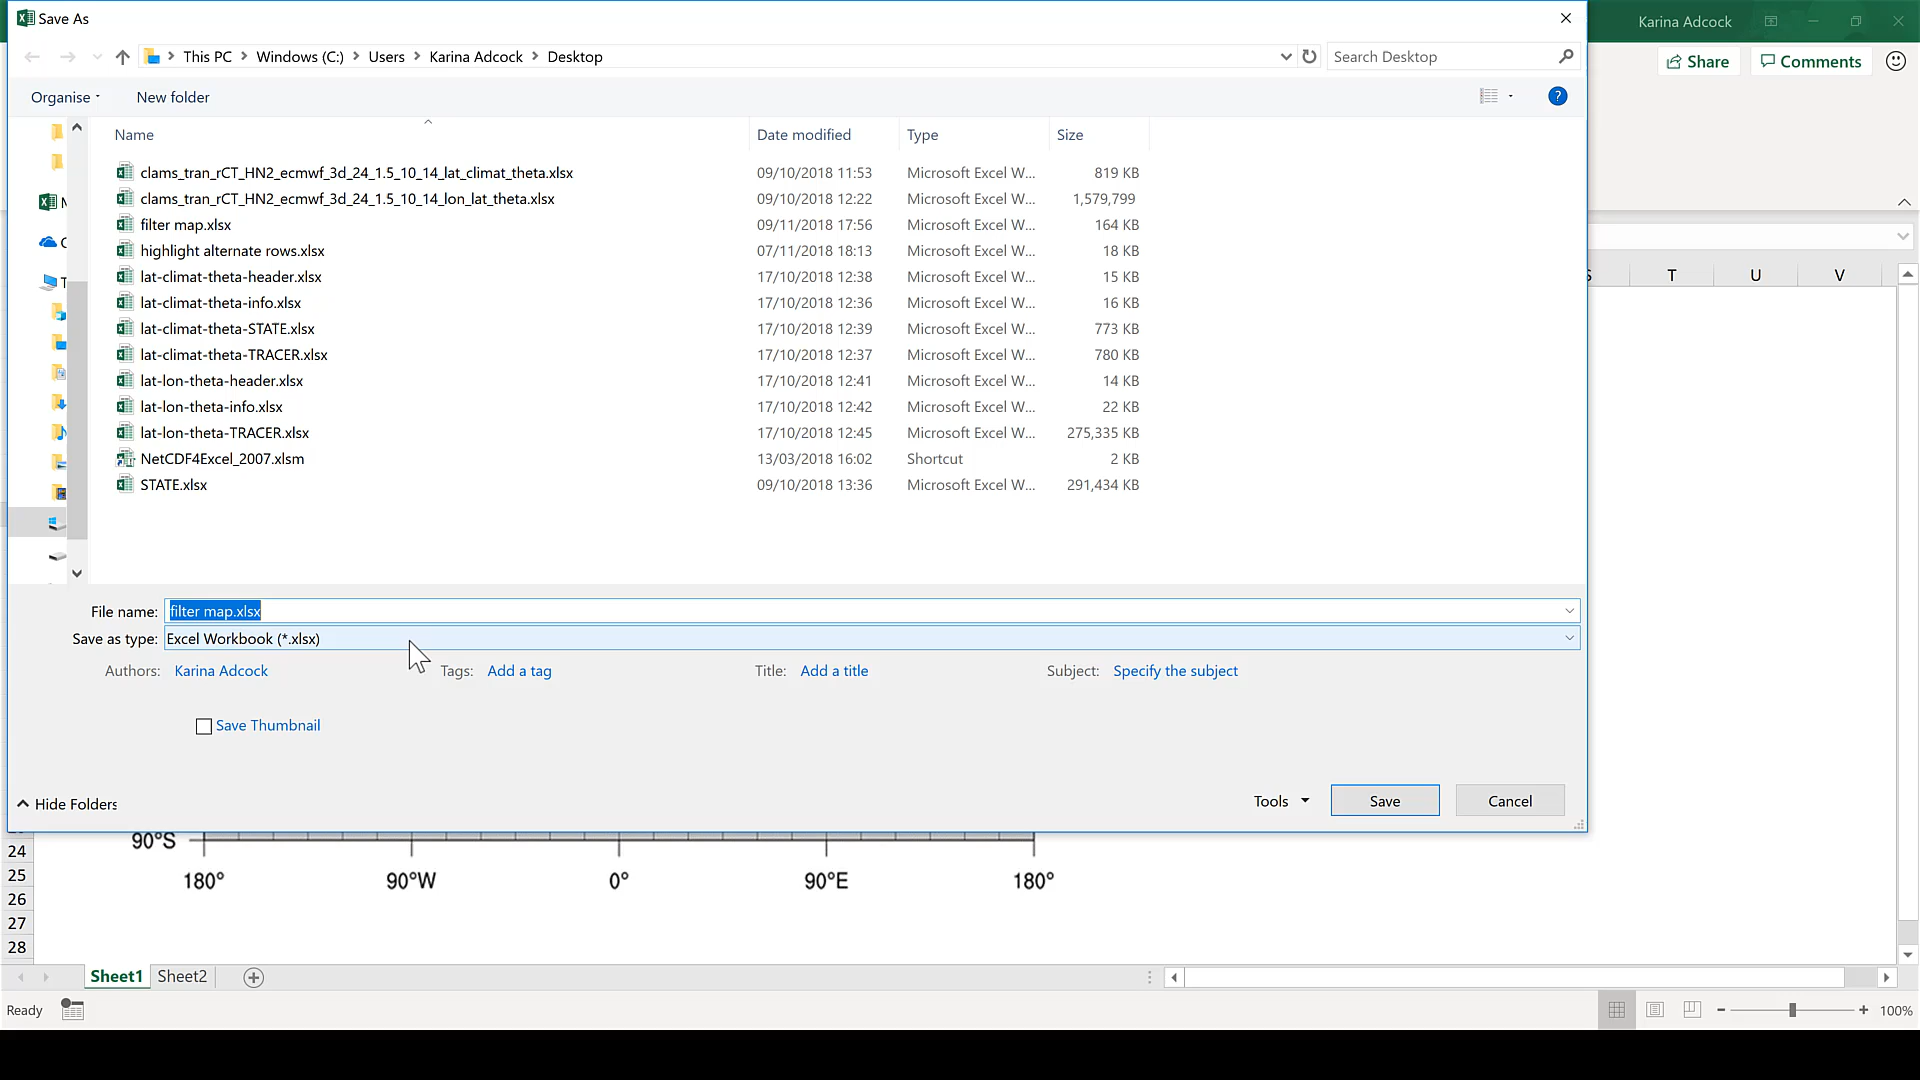 Save As
Karina Adcock
This PC Windows (C:) Users Karina Adcock Desktop
Search Desktop
Share Comments
Organise New folder
?
Name Date modified Type Size
clams_tran_rCT_HN2_ecmwf_3d_24_1.5_10_14_lat_climat_theta.xlsx 09/10/2018 11:53 Microsoft Excel W... 819 KB
clams_tran_rCT_HN2_ecmwf_3d_24_1.5_10_14_lon_lat_theta.xlsx 09/10/2018 12:22 Microsoft Excel W... 1,579,799
filter map.xlsx 09/11/2018 17:56 Microsoft Excel W... 164 KB
highlight alternate rows.xlsx 07/11/2018 18:13 Microsoft Excel W... 18 KB
lat-climat-theta-header.xlsx 17/10/2018 12:38 Microsoft Excel W... 15 KB
lat-climat-theta-info.xlsx 17/10/2018 12:36 Microsoft Excel W... 16 KB
lat-climat-theta-STATE.xlsx 17/10/2018 12:39 Microsoft Excel W... 773 KB
lat-climat-theta-TRACER.xlsx 17/10/2018 12:37 Microsoft Excel W... 780 KB
lat-lon-theta-header.xlsx 17/10/2018 12:41 Microsoft Excel W... 14 KB
lat-lon-theta-info.xlsx 17/10/2018 12:42 Microsoft Excel W... 22 KB
lat-lon-theta-TRACER.xlsx 17/10/2018 12:45 Microsoft Excel W... 275,335 KB
NetCDF4Excel_2007.xlsm 13/03/2018 16:02 Shortcut 2 KB
STATE.xlsx 09/10/2018 13:36 Microsoft Excel W... 291,434 KB
T U V
File name: filter map.xlsx
Save as type: Excel Workbook (*.xlsx)
Authors: Karina Adcock Tags: Add a tag Title: Add a title Subject: Specify the subject
Save Thumbnail
Hide Folders Tools Save Cancel
90°S
24
25
26
27
28
180° 90°W 0° 90°E 180°
Sheet1 Sheet2
Ready 100%